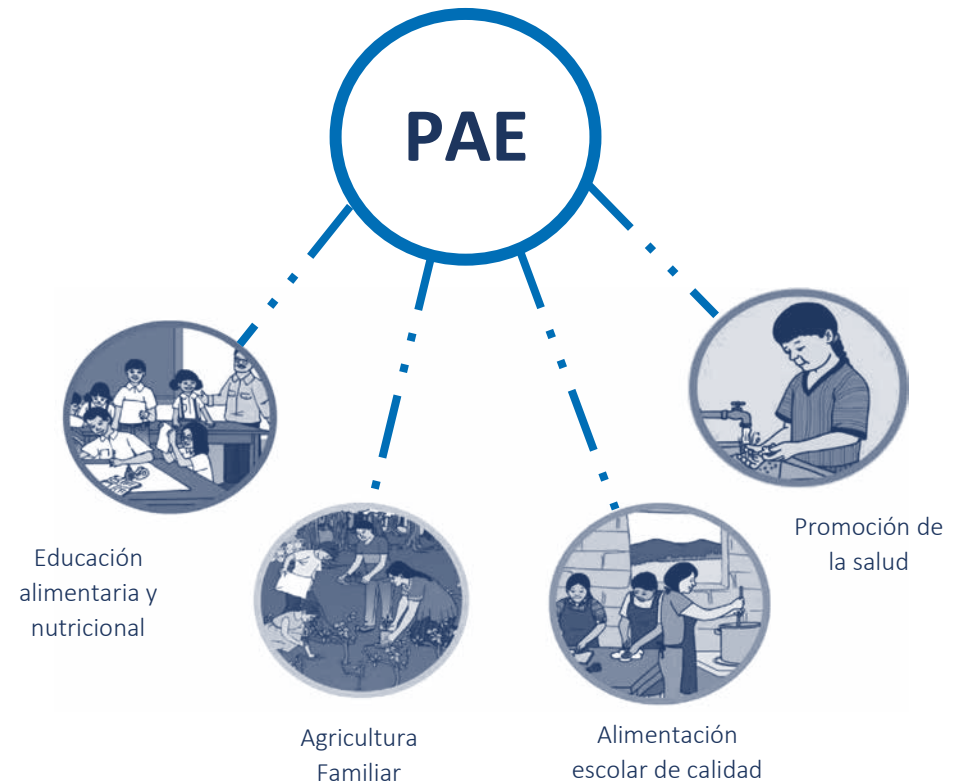 PAE
Educación
alimentaria y
nutricional
Agricultura
Familiar
Alimentación
escolar de calidad
Promoción de
la salud